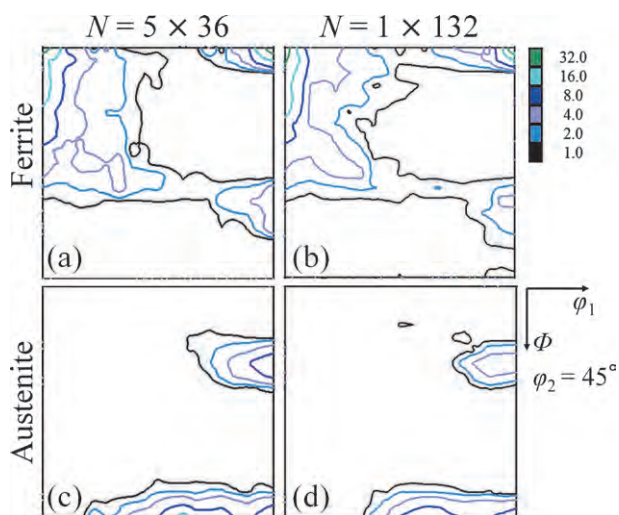 N = 5 × 36
N = 1 × 132
Ferrite
(a)
(b)
32.0
16.0
8.0
4.0
2.0
1.0
Austenite
(c)
(d)
φ1
Φ
φ2 = 45°